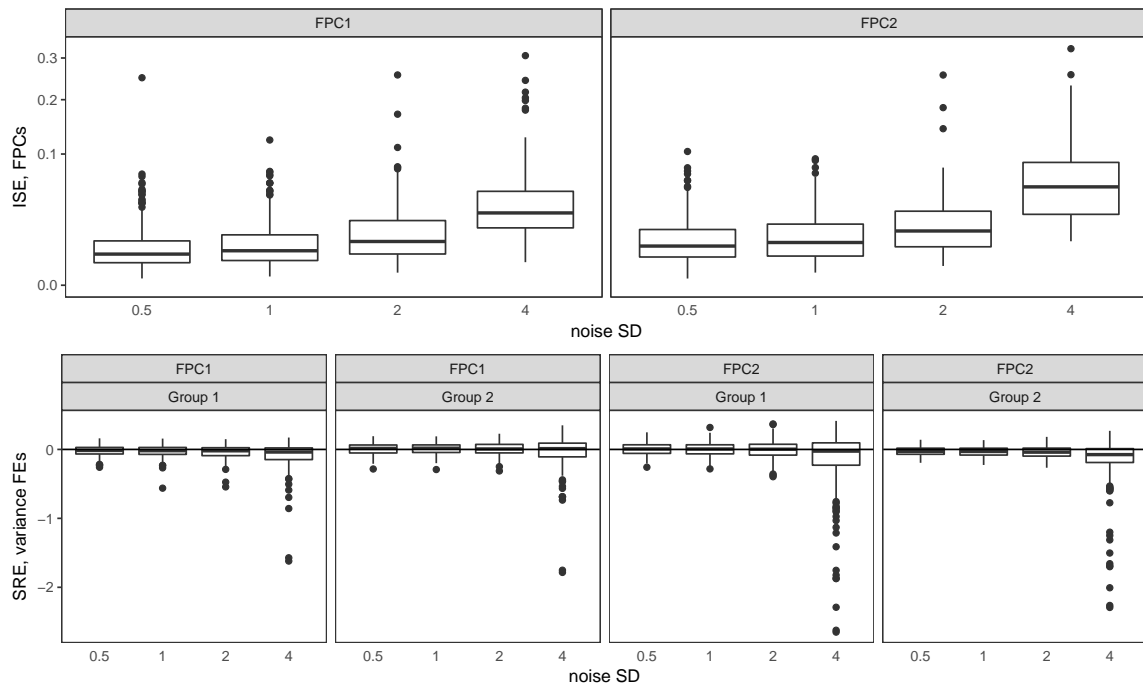 FPC1 FPC2
0.3
0.2
0.1
0.0
ISE, FPCs
0.5 1 2 4 0.5 1 2 4
noise SD
FPC1 FPC1 FPC2 FPC2
Group 1 Group 2 Group 1 Group 2
0
−1
−2
SRE, variance FEs
0.5 1 2 4 0.5 1 2 4 0.5 1 2 4 0.5 1 2 4
noise SD